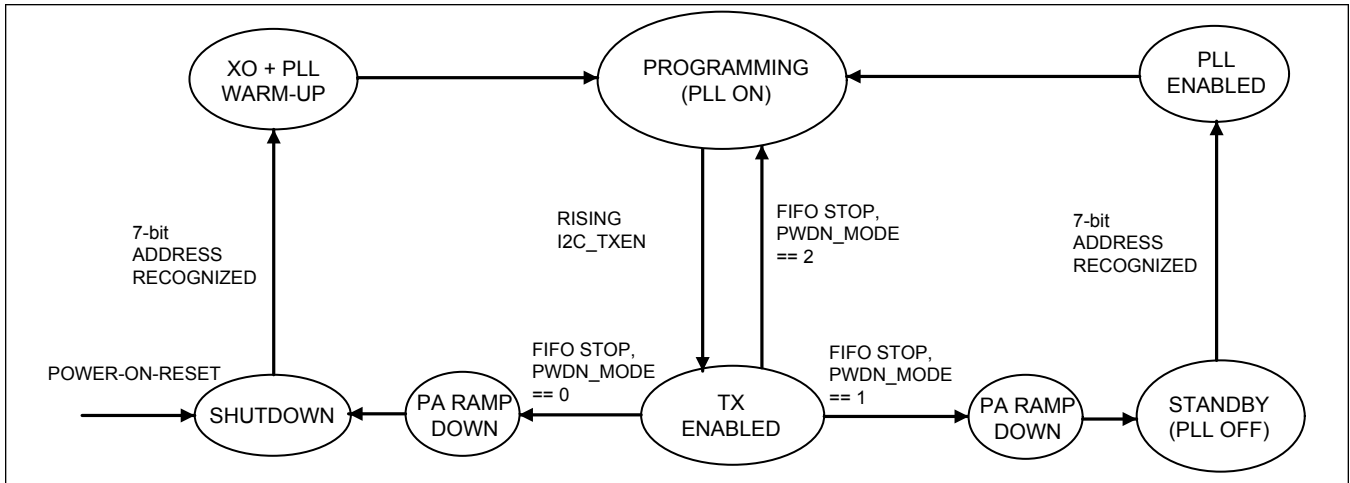 XO + PLL
WARM-UP
PROGRAMMING
(PLL ON)
PLL
ENABLED
7-bit
ADDRESS
RECOGNIZED
RISING
I2C_TXEN
FIFO STOP,
PWDN_MODE
== 2
7-bit
ADDRESS
RECOGNIZED
POWER-ON-RESET
SHUTDOWN
PA RAMP
DOWN
FIFO STOP,
PWDN_MODE
== 0
TX
ENABLED
FIFO STOP,
PWDN_MODE
== 1
PA RAMP
DOWN
STANDBY
(PLL OFF)